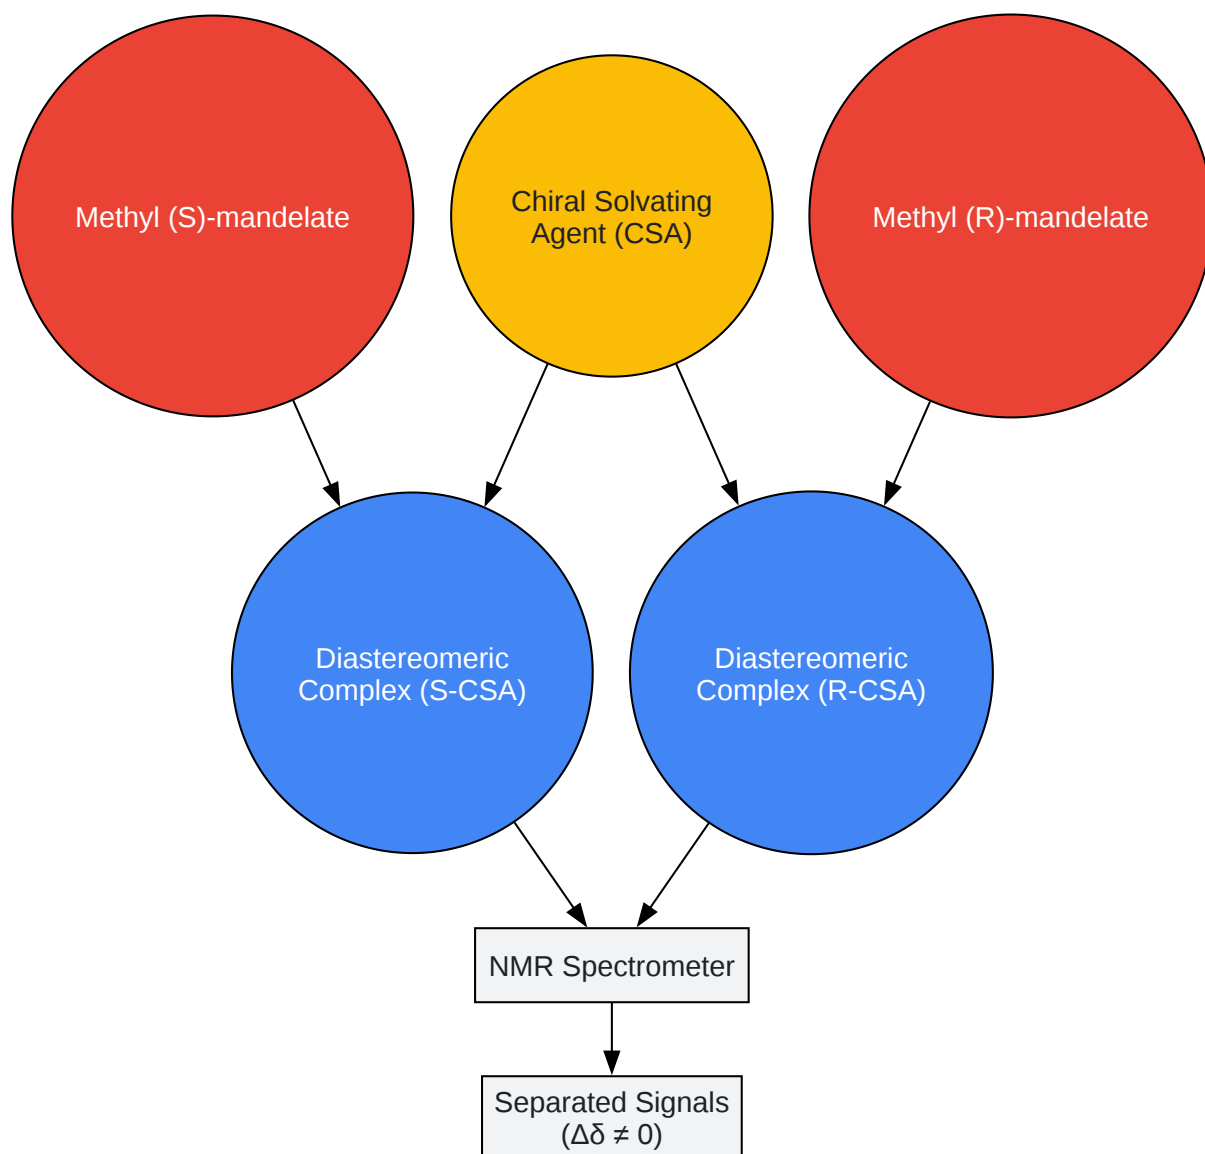 Methyl (S)-mandelate
Chiral Solvating
Agent (CSA)
Methyl (R)-mandelate
Diastereomeric
Complex (S-CSA)
Diastereomeric
Complex (R-CSA)
NMR Spectrometer
Separated Signals
(Δδ ≠ 0)